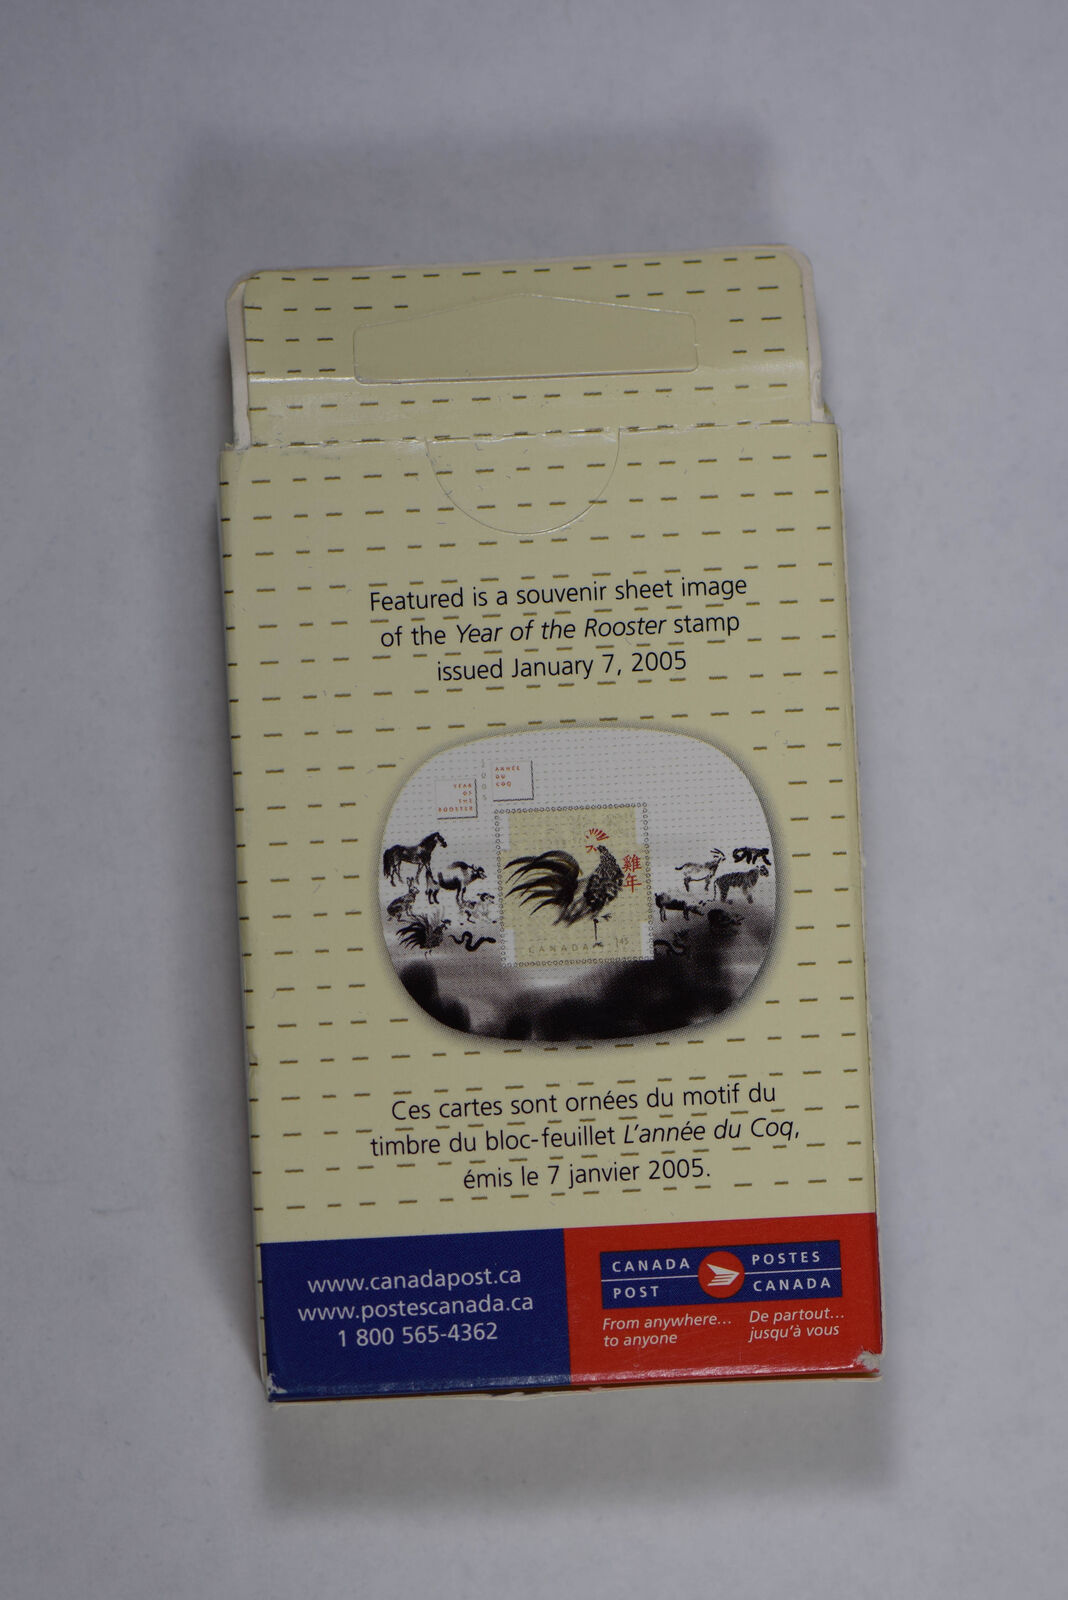 Featured is a souvenir sheet image
of the Year of the Rooster stamp
issued January 7, 2005
2005
YEAR
OF
THE
ROOSTER
ANNÉE
DU
COQ
雞年
CANADA
145
Ces cartes sont ornées du motif du
timbre du bloc-feuillet L'année du Coq,
émis le 7 janvier 2005.
www.canadapost.ca
www.postescanada.ca
1 800 565-4362
CANADA
POST
POSTES
CANADA
From anywhere...
to anyone
De partout...
jusqu'à vous